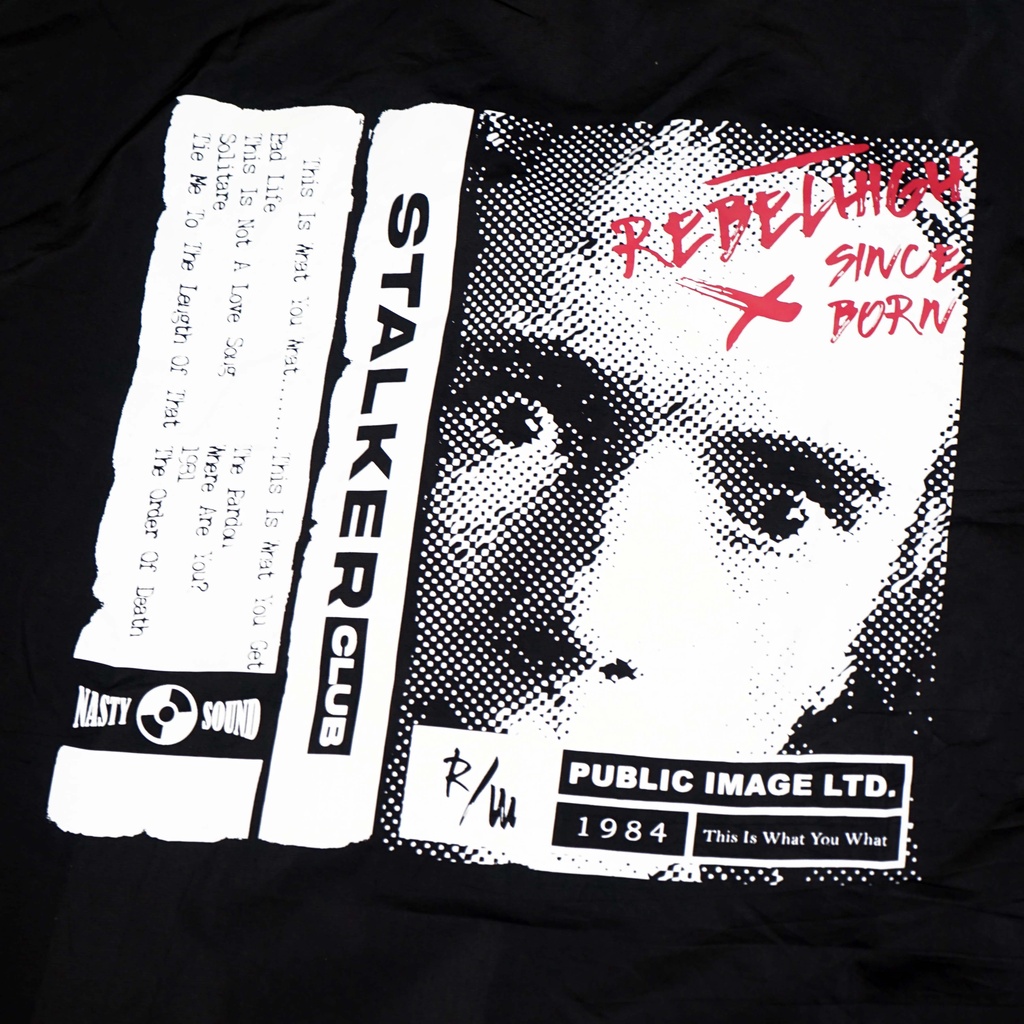 This Is What You What.........This Is What You Get
Bad Life The Pardon
This Is Not A Love Song Where Are You?
Solitare 1981
Tie Me To The Length Of That The Order Of Death
NASTY SOUND
STALKER CLUB
REBELHIGH
SINCE
BORN
R/W
PUBLIC IMAGE LTD.
1984
This Is What You What